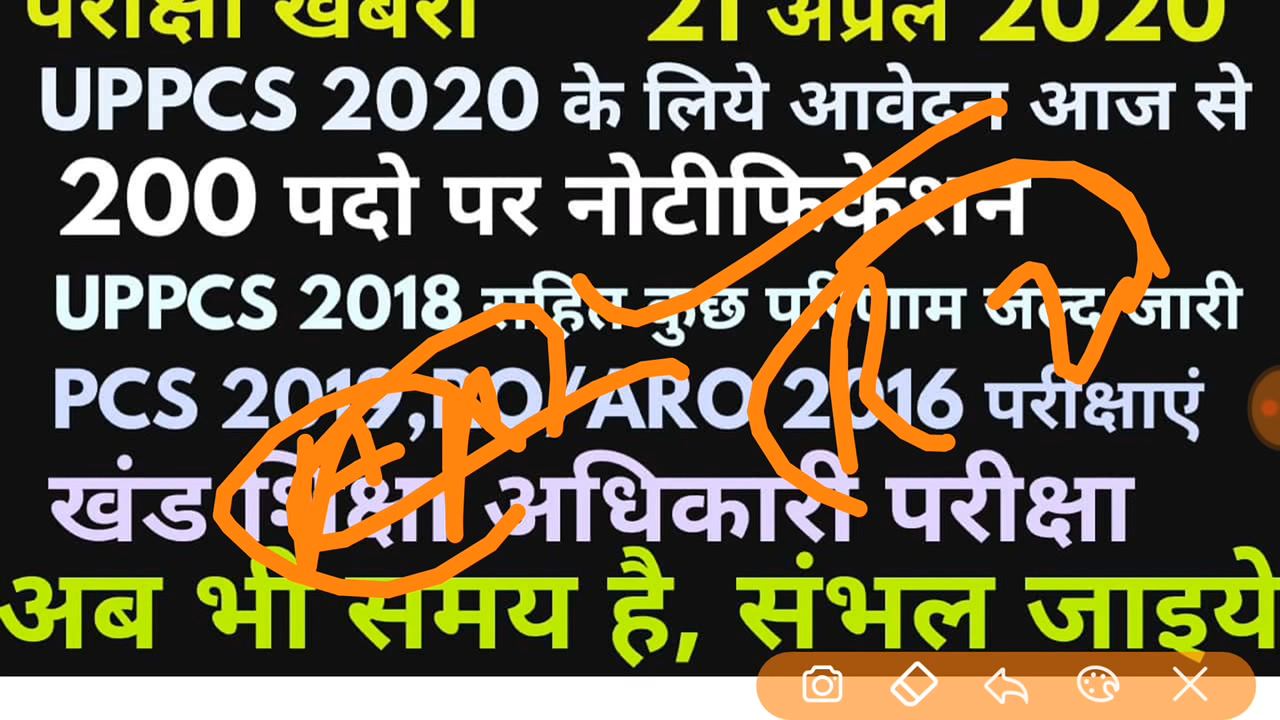 परीक्षा खबरें 21 अप्रैल 2020
UPPCS 2020 के लिये आवेदन आज से
200 पदो पर नोटीफिकेशन
UPPCS 2018 सहित कुछ परिणाम जल्द जारी
PCS 2019,RO/ARO 2016 परीक्षाएं
खंड शिक्षा अधिकारी परीक्षा
अब भी समय है, संभल जाइये